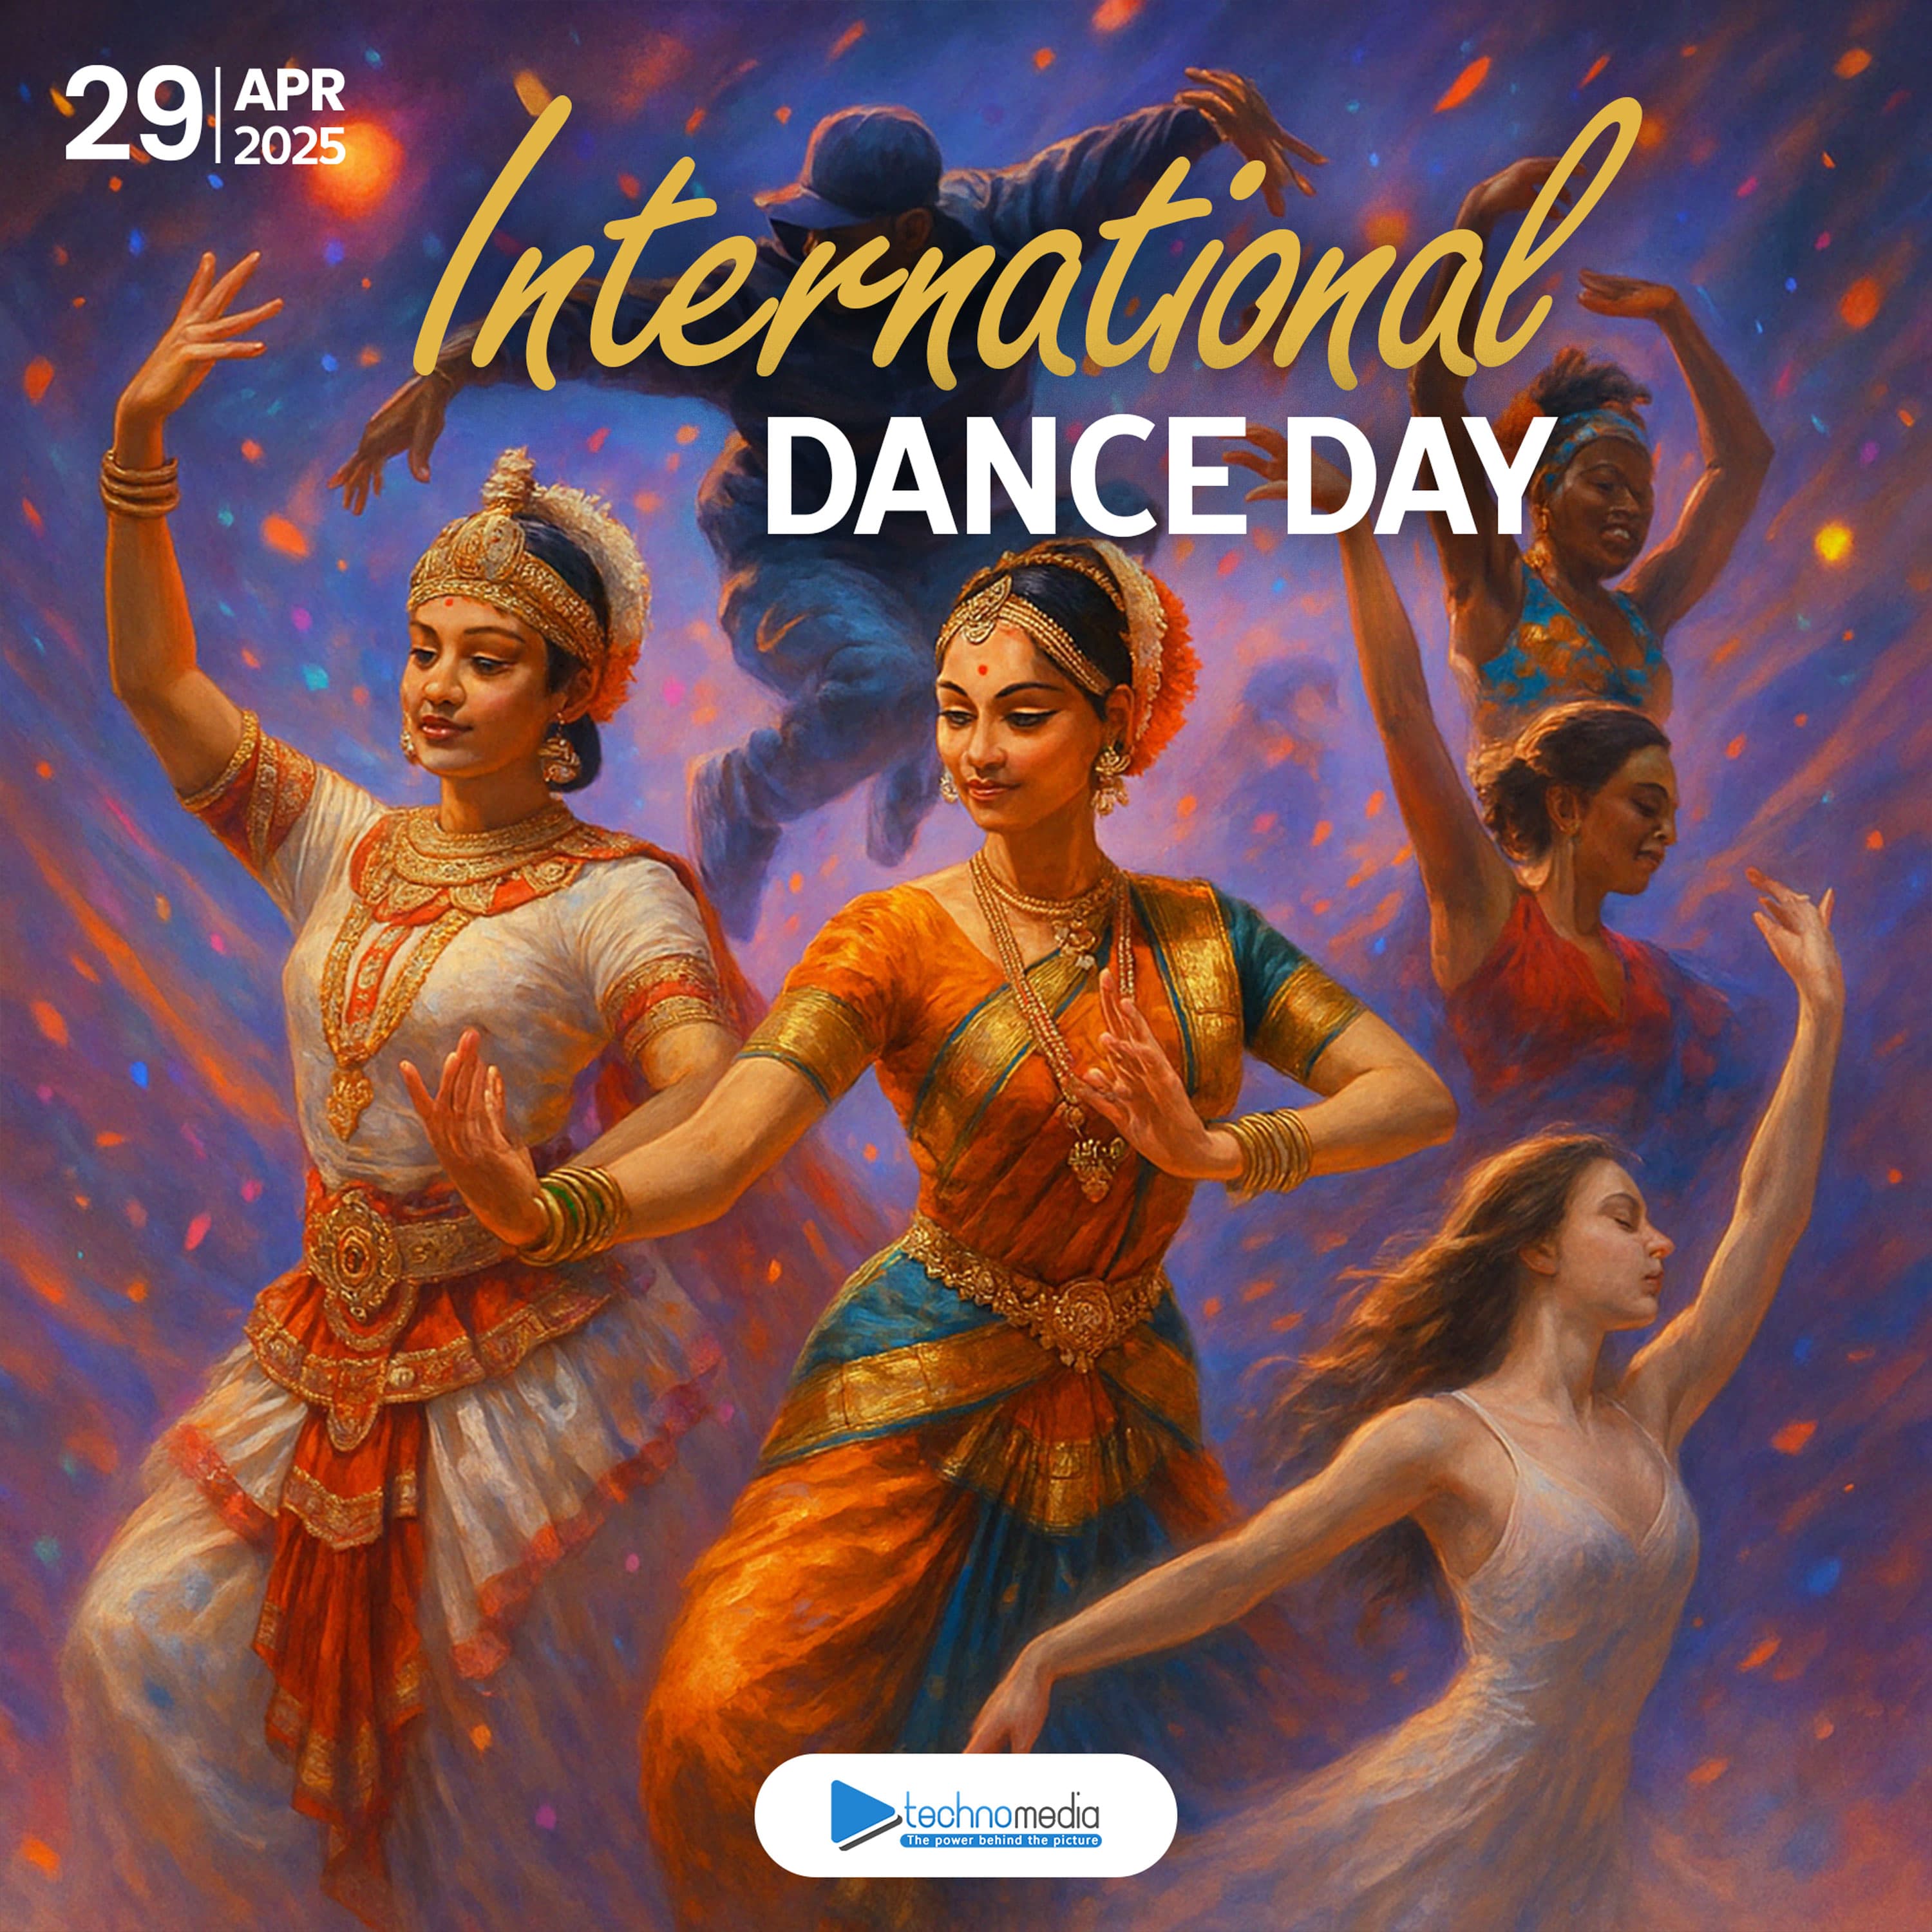 29 APR
2025
International
DANCE DAY
technomedia
The power behind the picture